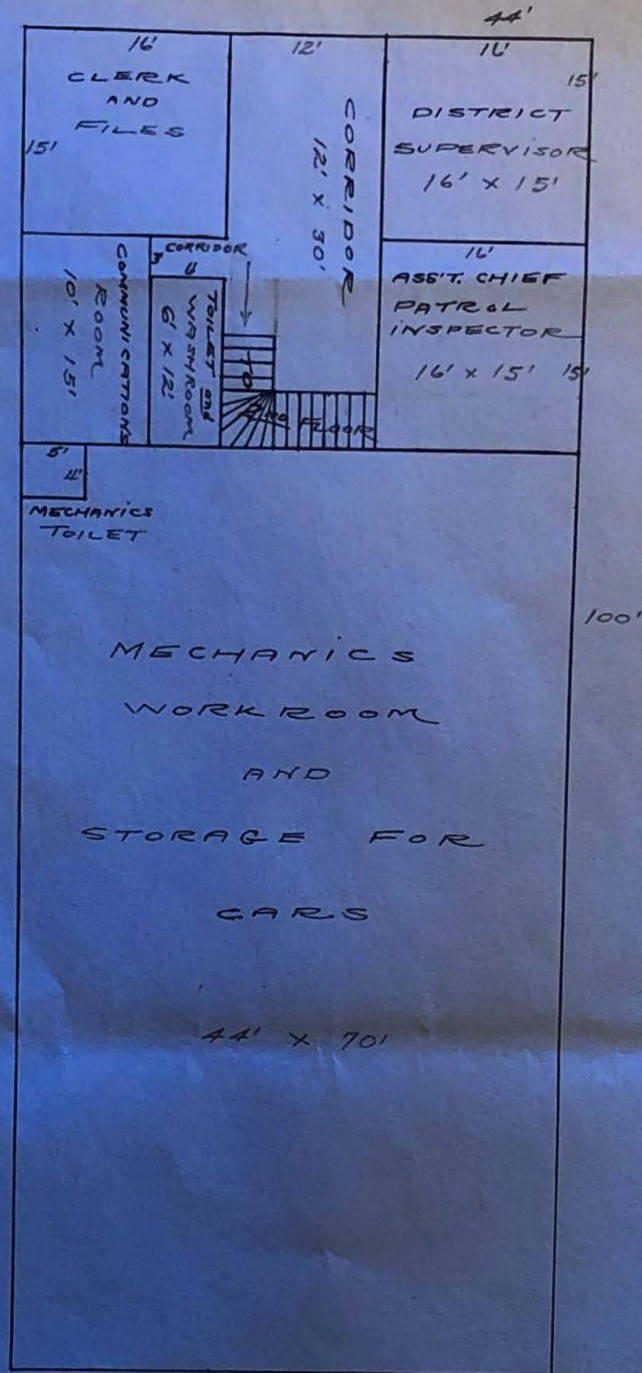 44'
16'
CLERK
AND
FILES
15'
12'
CORRIDOR
12' X 30'
16'
15'
DISTRICT
SUPERVISOR
16' X 15'
CORRIDOR
3'
COMMUNICATIONS
ROOM
10' X 15'
TOILET and
WASHROOM
6' X 12'
TO
2ND FLOOR
16'
ASS'T. CHIEF
PATROL
INSPECTOR
16' X 15'
15'
5'
4'
MECHANICS
TOILET
100'
MECHANICS
WORKROOM
AND
STORAGE FOR
CARS
44' X 70'